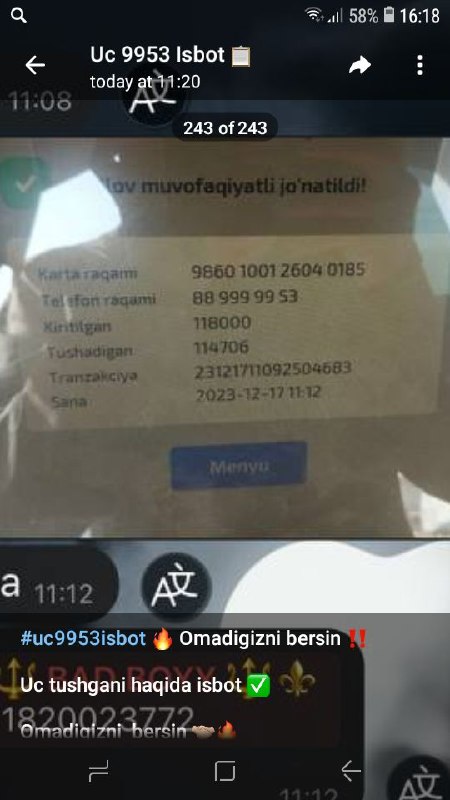 58% 16:18
Uc 9953 Isbot
today at 11:20
11:08
243 of 243
lov muvofaqiyatli jo'natildi!
Karta raqami 9860 1001 2604 0185
Telefon raqami 88 999 99 53
Kiritilgan 118000
Tushadigan 114706
Tranzakciya 23121711092504683
Sana 2023-12-17 11:12
Menyu
a 11:12
#uc9953isbot 🔥 Omadigizni bersin ‼️
BAD BOXX
Uc tushgani haqida isbot ✅
1820023772
Omadigizni bersin 🤝🔥
11:12